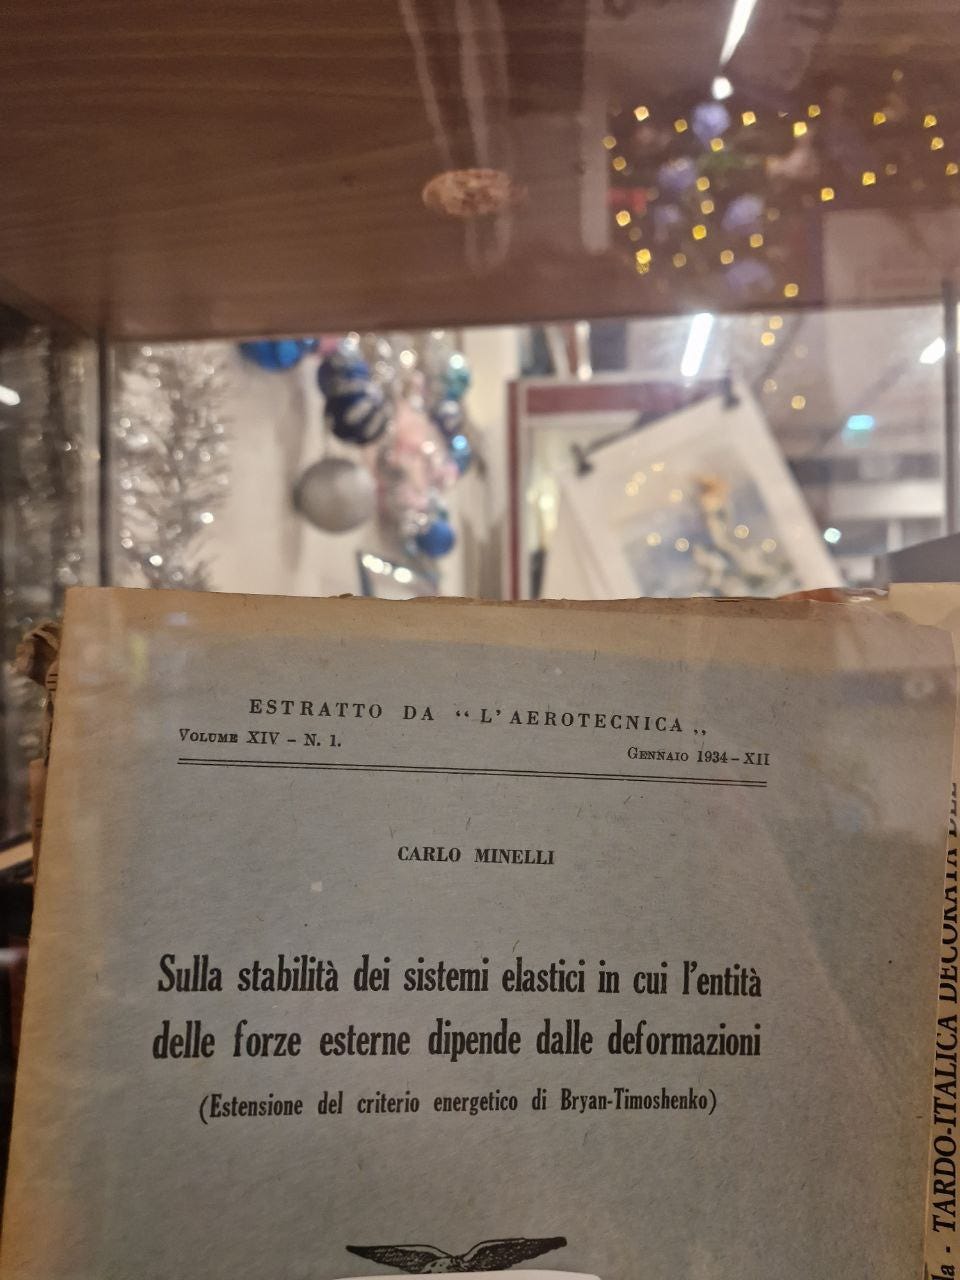 ESTRATTO DA “ L’AEROTECNICA „
VOLUME XIV – N. 1.
GENNAIO 1934 – XII
CARLO MINELLI
Sulla stabilità dei sistemi elastici in cui l’entità
delle forze esterne dipende dalle deformazioni
(Estensione del criterio energetico di Bryan-Timoshenko)
- TARDO-ITALICA DECORATA DEL